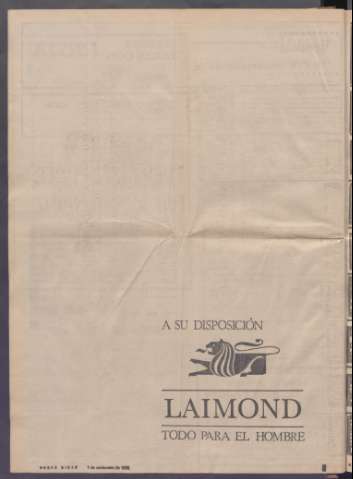 A SU DISPOSICIÓN
LAIMOND
TODO PARA EL HOMBRE